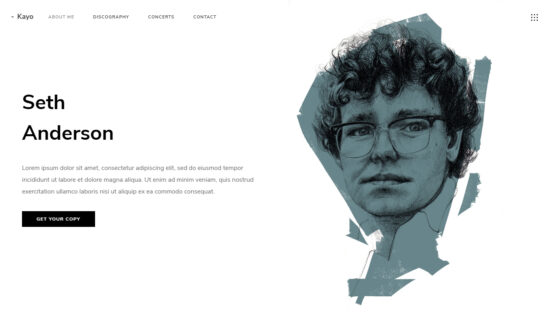 Kayo
ABOUT ME
DISCOGRAPHY
CONCERTS
CONTACT
Seth
Anderson
Lorem ipsum dolor sit amet, consectetur adipiscing elit, sed do eiusmod tempor
incididunt ut labore et dolore magna aliqua. Ut enim ad minim veniam, quis nostrud
exercitation ullamco laboris nisi ut aliquip ex ea commodo consequat.
GET YOUR COPY